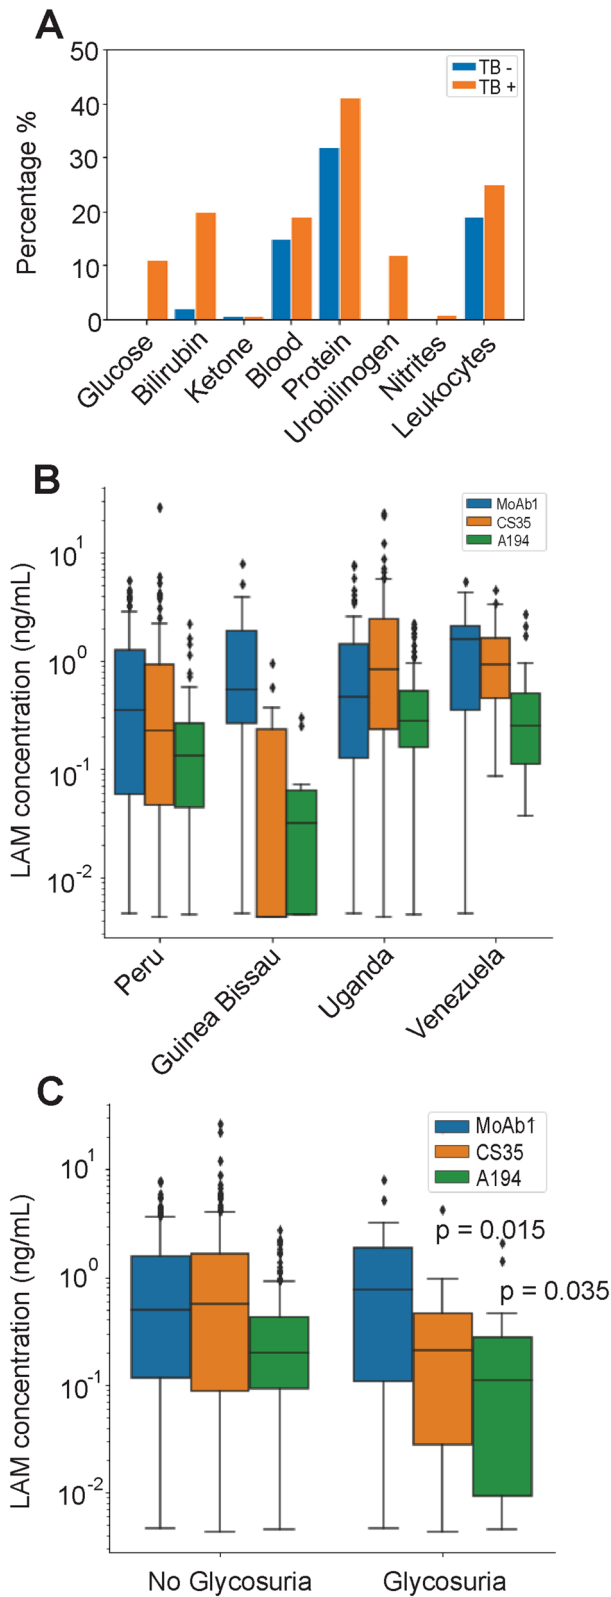 A
Percentage %
50
40
30
20
10
0
TB -
TB +
Glucose
Bilirubin
Ketone
Blood
Protein
Urobilinogen
Nitrites
Leukocytes
B
LAM concentration (ng/mL)
10¹
10⁰
10⁻¹
10⁻²
MoAb1
CS35
A194
Peru
Guinea Bissau
Uganda
Venezuela
C
LAM concentration (ng/mL)
10¹
10⁰
10⁻¹
10⁻²
MoAb1
CS35
A194
p = 0.015
p = 0.035
No Glycosuria
Glycosuria